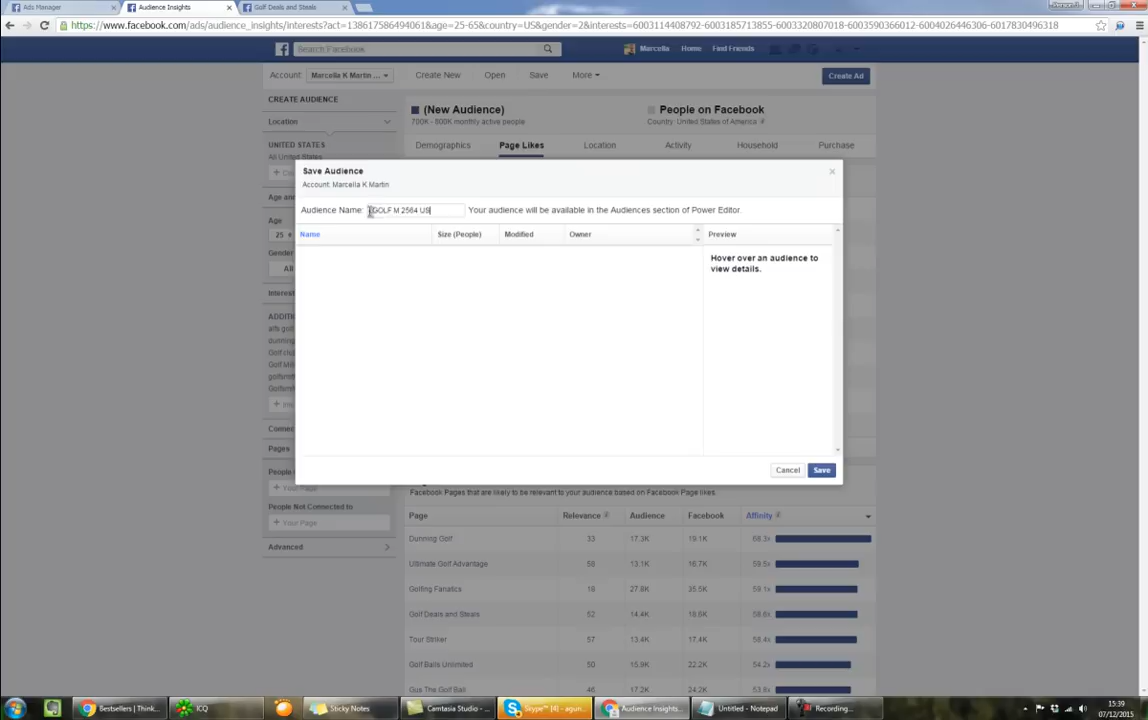 Ads Manager
Audience Insights
Golf Deals and Steals
https://www.facebook.com/ads/audience_insights/interests?act=138617586494061&age=25-65&country=US&gender=2&interests=6003114408792-6003185713855-6003320807018-6003590366012-6004026446306-6017830496318
Search Facebook
Marcella
Home
Find Friends
Account: Marcella K Martin ...
Create New
Open
Save
More
Create Ad
CREATE AUDIENCE
(New Audience)
People on Facebook
Location
700K - 800K monthly active people
Country: United States of America
UNITED STATES
Demographics
Page Likes
Location
Activity
Household
Purchase
All United States
Save Audience
Account: Marcella K Martin
Audience Name: GOLF M 2564 US
Your audience will be available in the Audiences section of Power Editor.
Name
Size (People)
Modified
Owner
Preview
Hover over an audience to
view details.
Age
25
Gender
All
Golf
Pages
Cancel
Save
Your Page
People Not Connected to
Your Page
Facebook Pages that are likely to be relevant to your audience based on Facebook Page likes.
Page
Relevance
Audience
Facebook
Affinity
Dunning Golf 33 17.3K 19.1K 68.3x
Advanced
Ultimate Golf Advantage 58 13.1K 16.7K 59.5x
Golfing Fanatics 18 27.8K 35.5K 59.1x
Golf Deals and Steals 52 14.4K 18.6K 58.6x
Tour Striker 57 13.4K 17.4K 58.4x
Golf Balls Unlimited 50 15.9K 22.2K 54.2x
Gus The Golf Ball 46 17.2K 24.2K 53.8x
Bestsellers | Think...
ICQ
Sticky Notes
Camtasia Studio - ...
Skype™ [4] - agun...
Audience Insights...
Untitled - Notepad
Recording...
15:39
07/12/2015